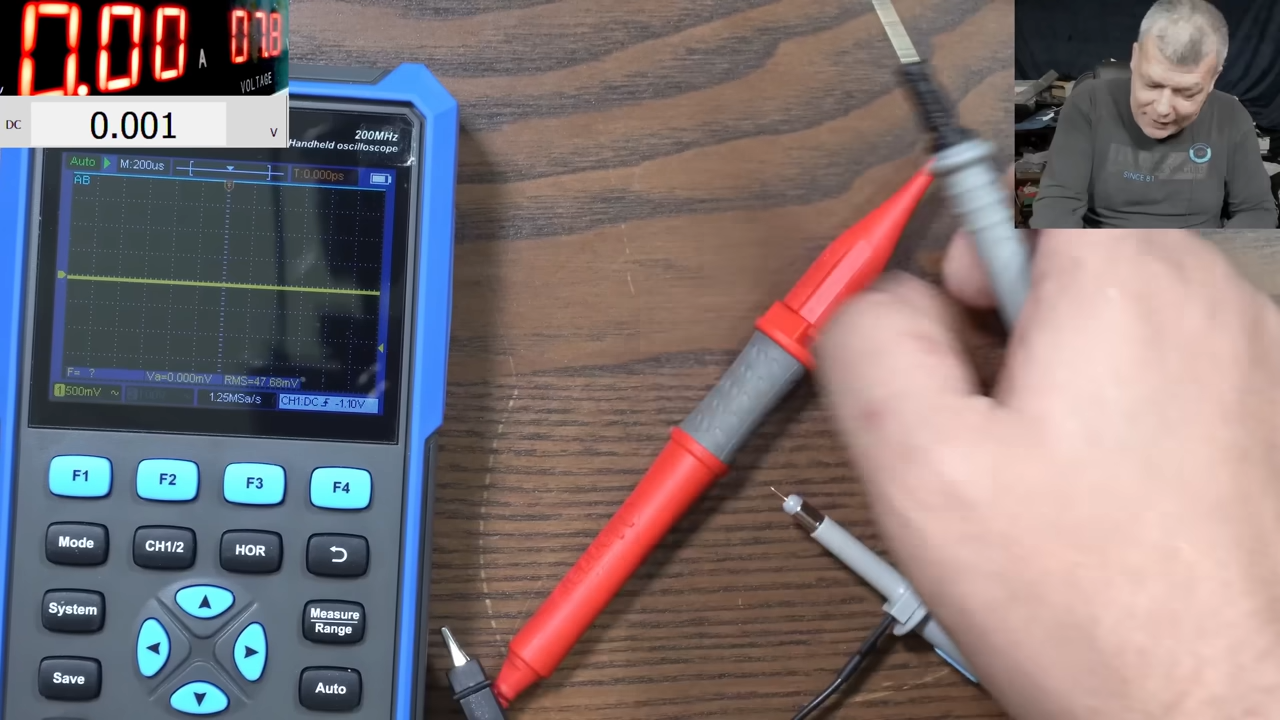 0.00 A 07.8
VOLTAGE
DC 0.001 V
200MHz
Handheld oscilloscope
Auto M:200us T:0.000ps
AB
F= ? Va=0.000mV RMS=47.68mV
1 500mV ~ 1.25MSa/s CH1:DC -1.10V
F1 F2 F3 F4
Mode CH1/2 HOR
System Measure
Range
Save Auto
SINCE 81